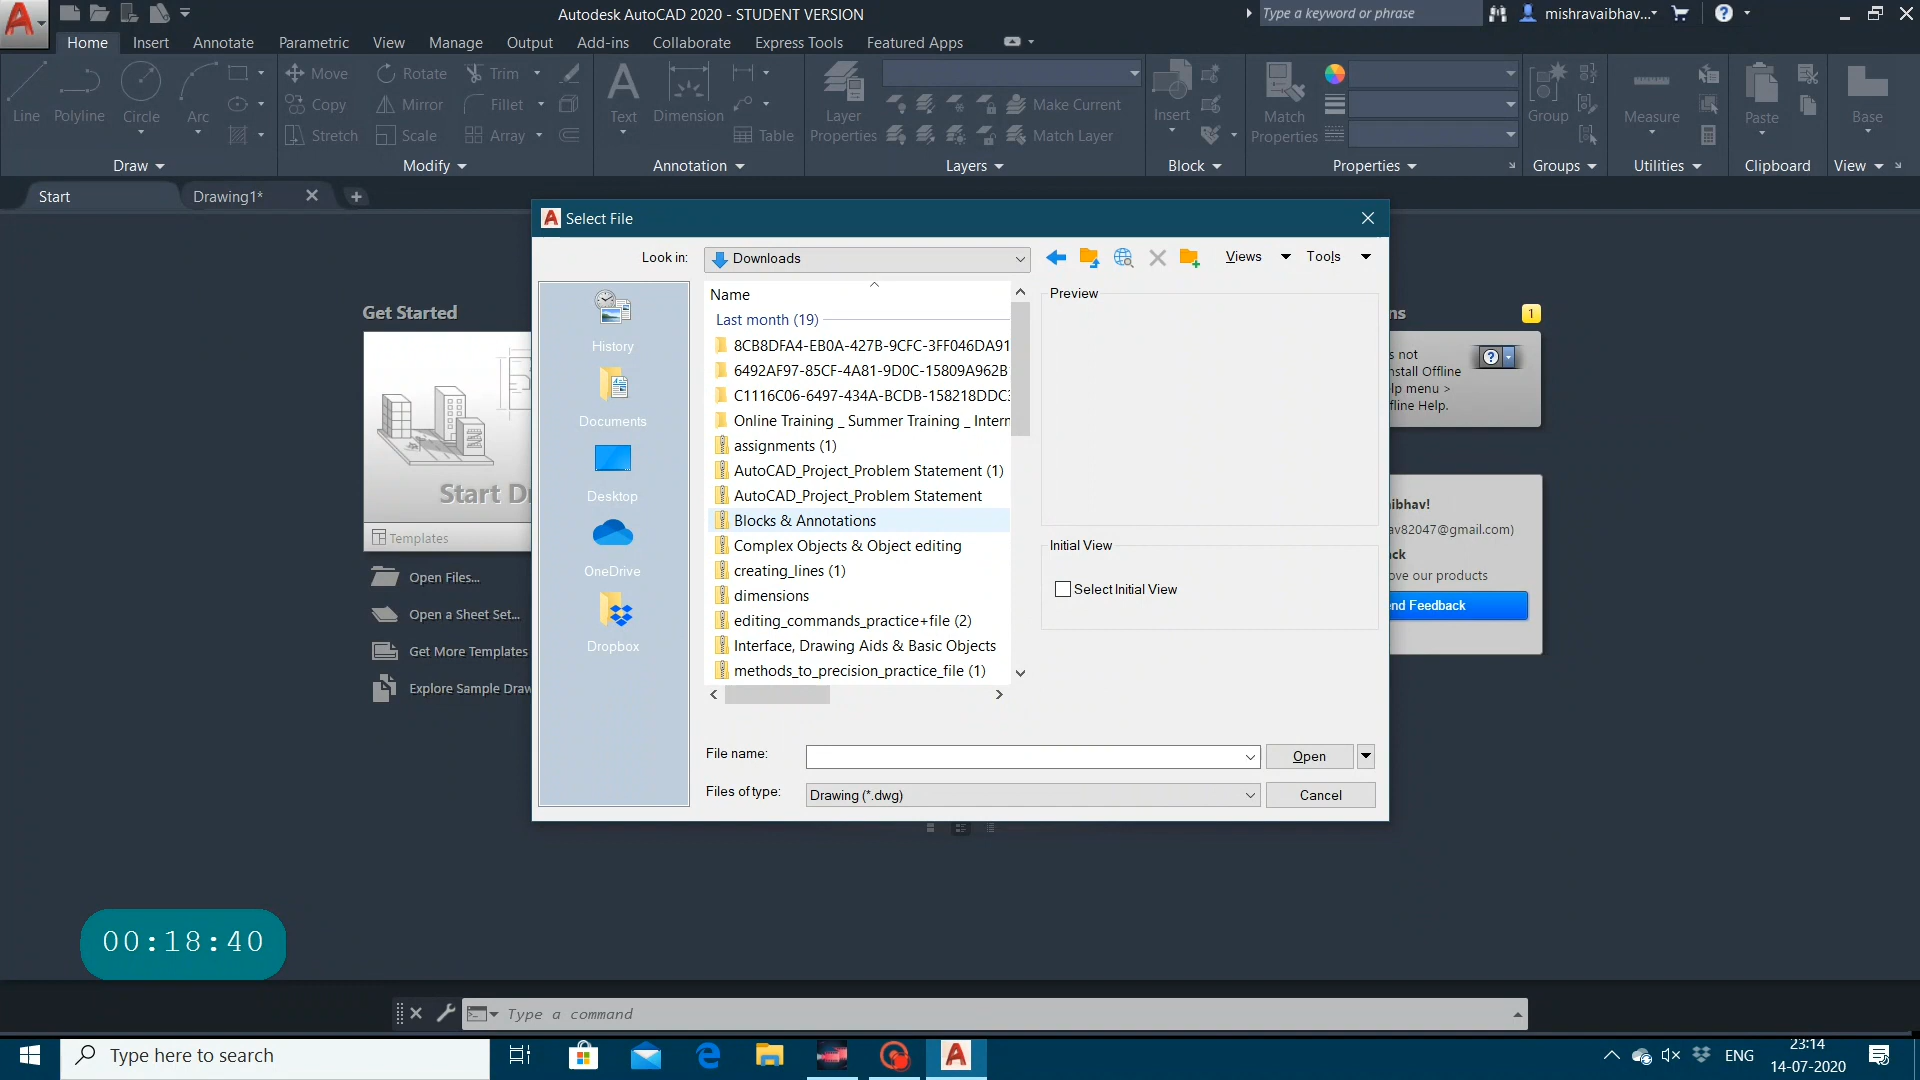 Autodesk AutoCAD 2020 - STUDENT VERSION
Type a keyword or phrase
mishravaibhav...
Home
Insert
Annotate
Parametric
View
Manage
Output
Add-ins
Collaborate
Express Tools
Featured Apps
Line
Polyline
Circle
Arc
Draw
Move
Rotate
Trim
Copy
Mirror
Fillet
Stretch
Scale
Array
Modify
Text
Dimension
Table
Annotation
Layer
Properties
Make Current
Match Layer
Layers
Insert
Block
Match
Properties
Properties
Group
Groups
Measure
Utilities
Paste
Clipboard
Base
View
Start
Drawing1*
Select File
Look in:
Downloads
Views
Tools
History
Documents
Desktop
OneDrive
Dropbox
Name
Last month (19)
8CB8DFA4-EB0A-427B-9CFC-3FF046DA91
6492AF97-85CF-4A81-9D0C-15809A962B
C1116C06-6497-434A-BCDB-158218DDC
Online Training _ Summer Training _ Intern
assignments (1)
AutoCAD_Project_Problem Statement (1)
AutoCAD_Project_Problem Statement
Blocks & Annotations
Complex Objects & Object editing
creating_lines (1)
dimensions
editing_commands_practice+file (2)
Interface, Drawing Aids & Basic Objects
methods_to_precision_practice_file (1)
Preview
Initial View
Select Initial View
File name:
Open
Files of type:
Drawing (*.dwg)
Cancel
Get Started
Start Dr
Templates
Open Files...
Open a Sheet Set...
Get More Templates
Explore Sample Draw
ns
1
s not
nstall Offline
lp menu >
fline Help.
aibhav!
av82047@gmail.com)
ck
ove our products
end Feedback
00:18:40
Type a command
Type here to search
ENG
23:14
14-07-2020